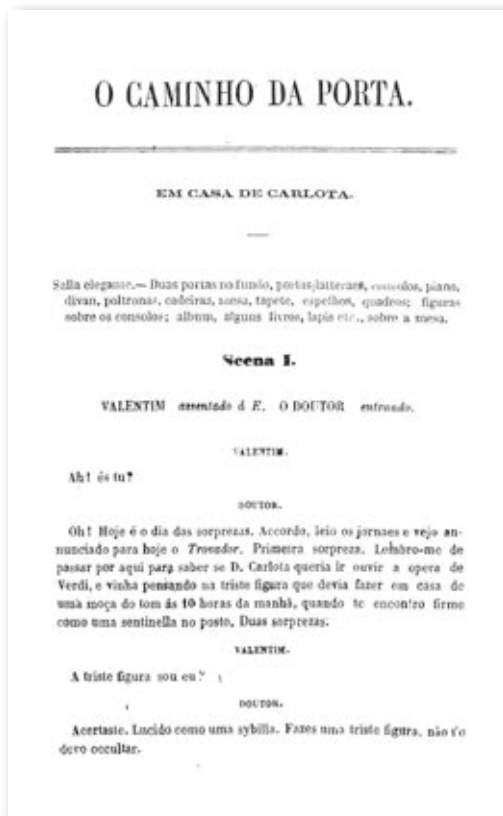 O CAMINHO DA PORTA.
EM CASA DE CARLOTA.
Salla elegante.— Duas portas no fundo, portas latteraes, consolos, piano,
divan, poltronas, cadeiras, mesa, tapete, espelhos, quadros; figuras
sobre os consolos; album, alguns livros, lapis etc., sobre a mesa.
Scena I.
VALENTIM assentado á E. O DOUTOR entrando.
VALENTIM.
Ah! és tu?
DOUTOR.
Oh! Hoje é o dia das sorprezas. Accordo, leio os jornaes e vejo an-
nunciado para hoje o Trovador. Primeira sorpreza. Lembro-me de
passar por aqui para saber se D. Carlota queria ir ouvir a opera de
Verdi, e vinha pensando na triste figura que devia fazer em casa de
uma moça do tom ás 10 horas da manhã, quando te encontro firme
como uma sentinella no posto. Duas sorprezas.
VALENTIM.
A triste figura sou eu?
DOUTOR.
Acertaste. Lucido como uma sybilla. Fazes uma triste figura, não t'o
devo occultar.